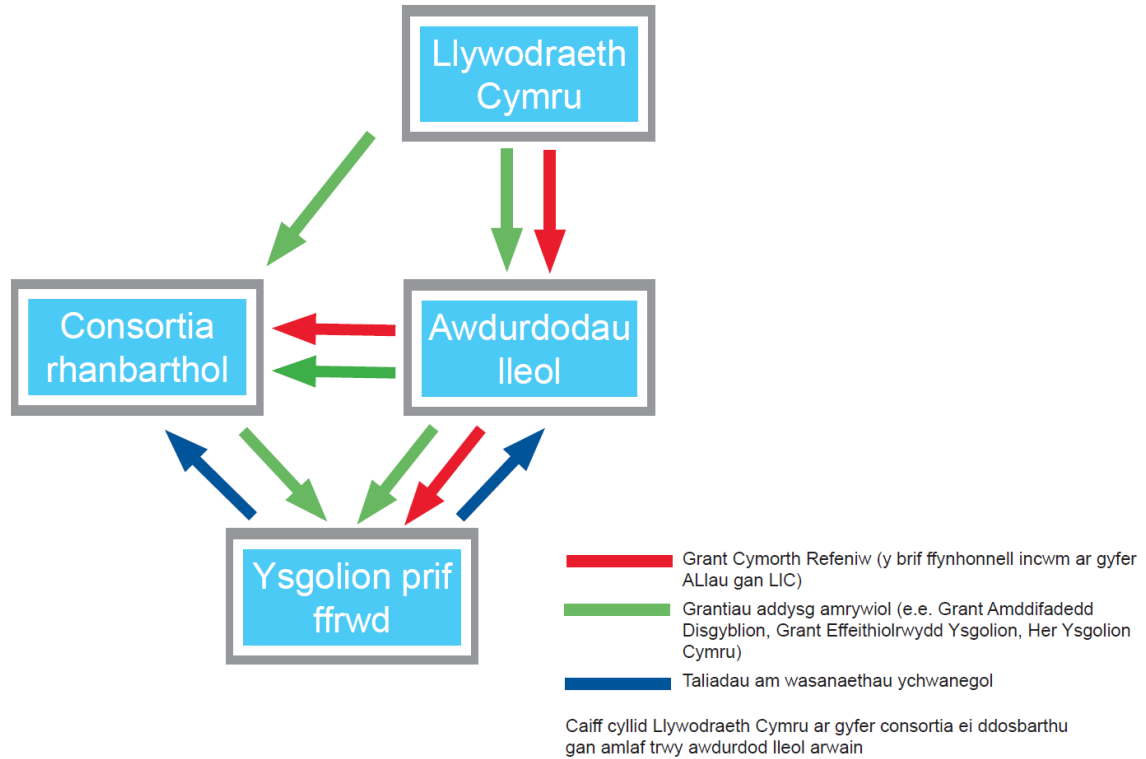 Llywodraeth
Cymru
Consortia
rhanbarthol
Awdurdodau
lleol
Ysgolion prif
ffrwd
Grant Cymorth Refeniw (y brif ffynhonnell incwm ar gyfer
ALlau gan LIC)
Grantiau addysg amrywiol (e.e. Grant Amddifadedd
Disgyblion, Grant Effeithiolrwydd Ysgolion, Her Ysgolion
Cymru)
Taliadau am wasanaethau ychwanegol
Caiff cyllid Llywodraeth Cymru ar gyfer consortia ei ddosbarthu
gan amlaf trwy awdurdod lleol arwain